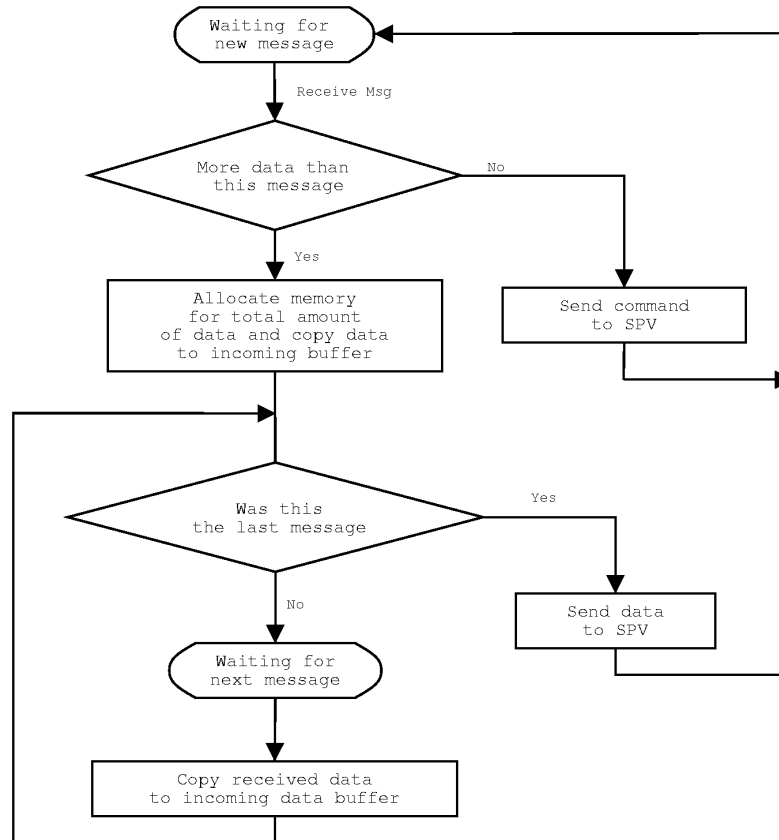 Waiting for
new message
Receive Msg
More data than
this message
No
Yes
Allocate memory
for total amount
of data and copy data
to incoming buffer
Send command
to SPV
Was this
the last message
Yes
No
Send data
to SPV
Waiting for
next message
Copy received data
to incoming data buffer